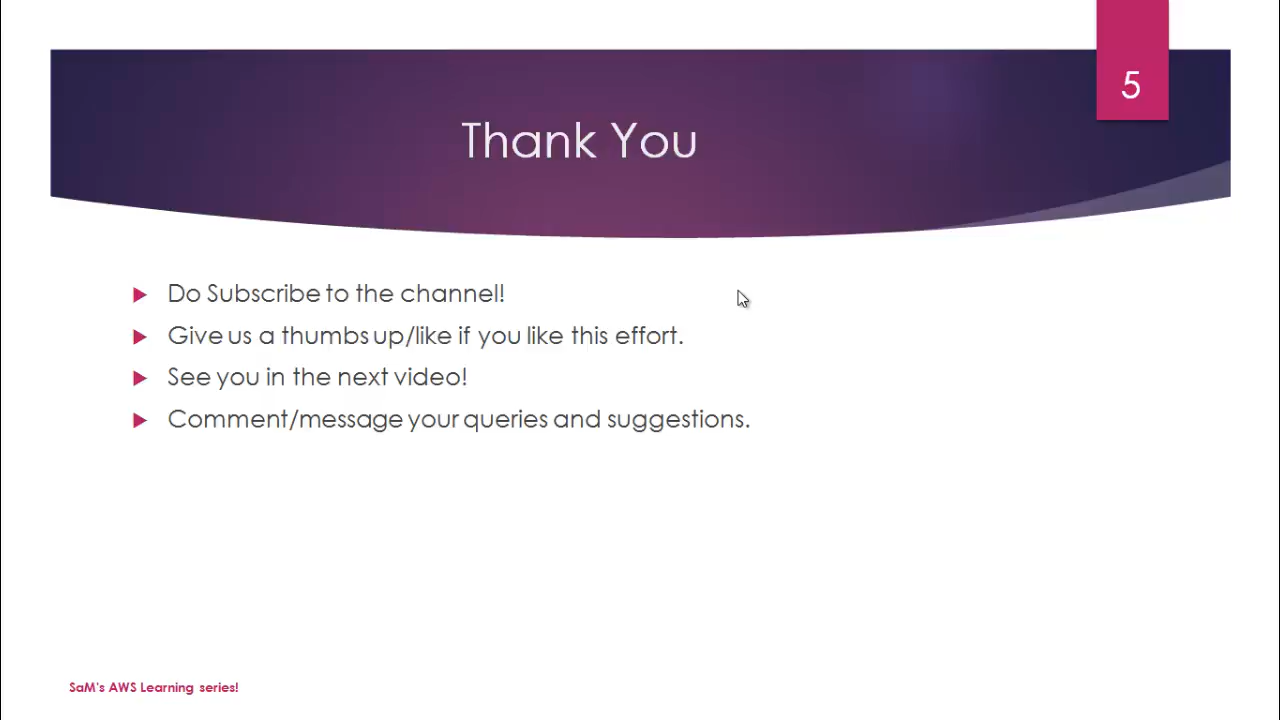 5
Thank You
Do Subscribe to the channel!
Give us a thumbs up/like if you like this effort.
See you in the next video!
Comment/message your queries and suggestions.
SaM's AWS Learning series!